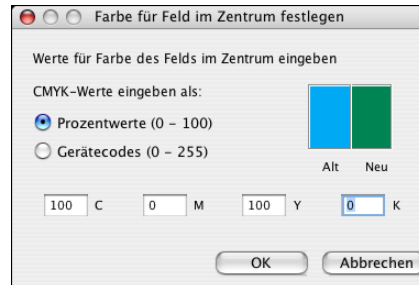 Farbe für Feld im Zentrum festlegen
Werte für Farbe des Felds im Zentrum eingeben
CMYK-Werte eingeben als:
Prozentwerte (0 - 100)
Gerätecodes (0 - 255)
Alt Neu
100 C 0 M 100 Y 0 K
OK Abbrechen